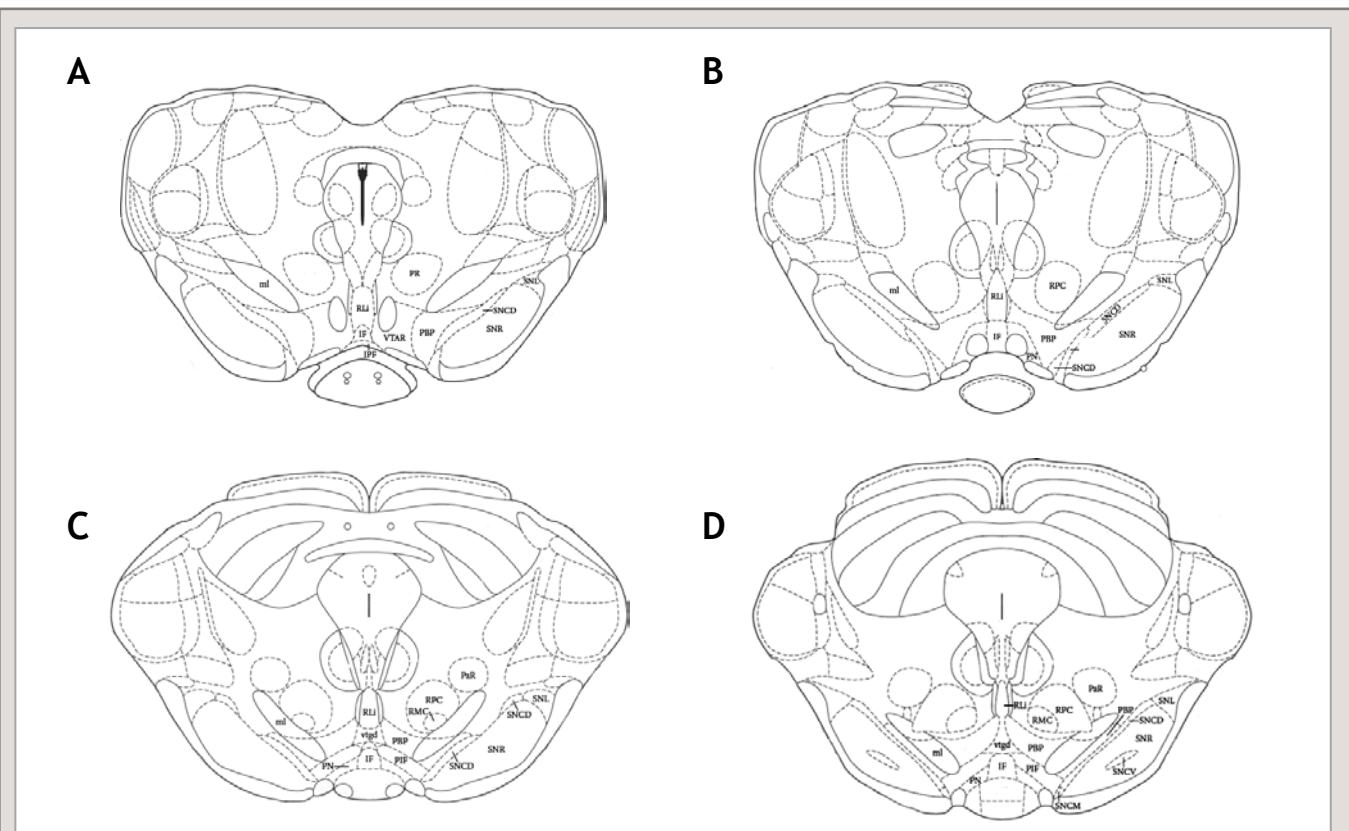 A
PR
ml
SNL
RLi
SNCD
IF
VTAR
PBP
SNR
IPF
B
ml
RPC
SNL
RLi
SNCD
IF
PBP
SNR
PN
SNCD
C
PaR
RPC
SNL
ml
RLi
RMC
SNCD
vtgd
PBP
SNR
PN
IF
PIF
SNCD
D
PaR
RLi
RPC
PBP
SNL
RMC
SNCD
ml
vtgd
PBP
SNR
PN
IF
PIF
SNCV
SNCM